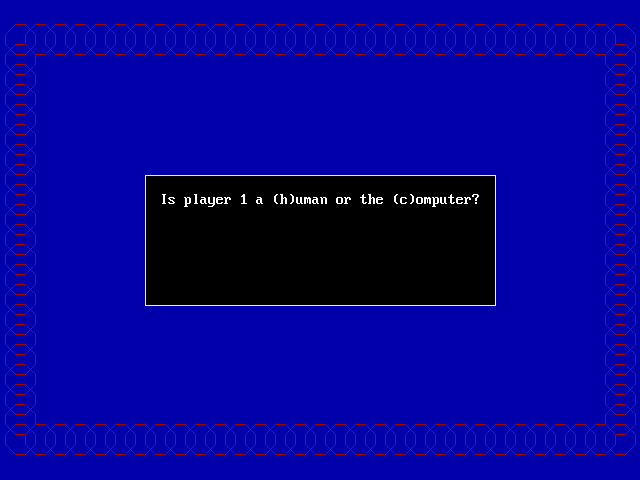 Is player 1 a (h)uman or the (c)omputer?